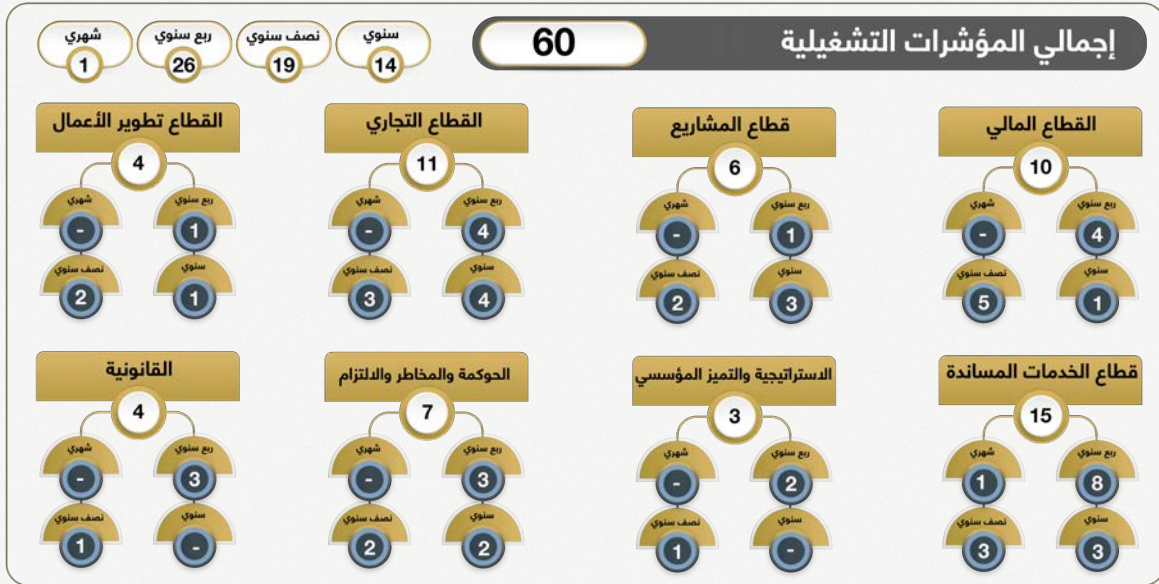 إجمالي المؤشرات التشغيلية 60
سنوي نصف سنوي ربع سنوي شهري
14 19 26 1
القطاع المالي
10
ربع سنوي شهري
4 -
سنوي نصف سنوي
1 5
قطاع المشاريع
6
ربع سنوي شهري
1 -
سنوي نصف سنوي
3 2
القطاع التجاري
11
ربع سنوي شهري
4 -
سنوي نصف سنوي
4 3
القطاع تطوير الأعمال
4
ربع سنوي شهري
1 -
سنوي نصف سنوي
1 2
قطاع الخدمات المساندة
15
ربع سنوي شهري
8 1
سنوي نصف سنوي
3 3
الاستراتيجية والتميز المؤسسي
3
ربع سنوي شهري
2 -
سنوي نصف سنوي
- 1
الحوكمة والمخاطر والالتزام
7
ربع سنوي شهري
3 -
سنوي نصف سنوي
2 2
القانونية
4
ربع سنوي شهري
3 -
سنوي نصف سنوي
- 1